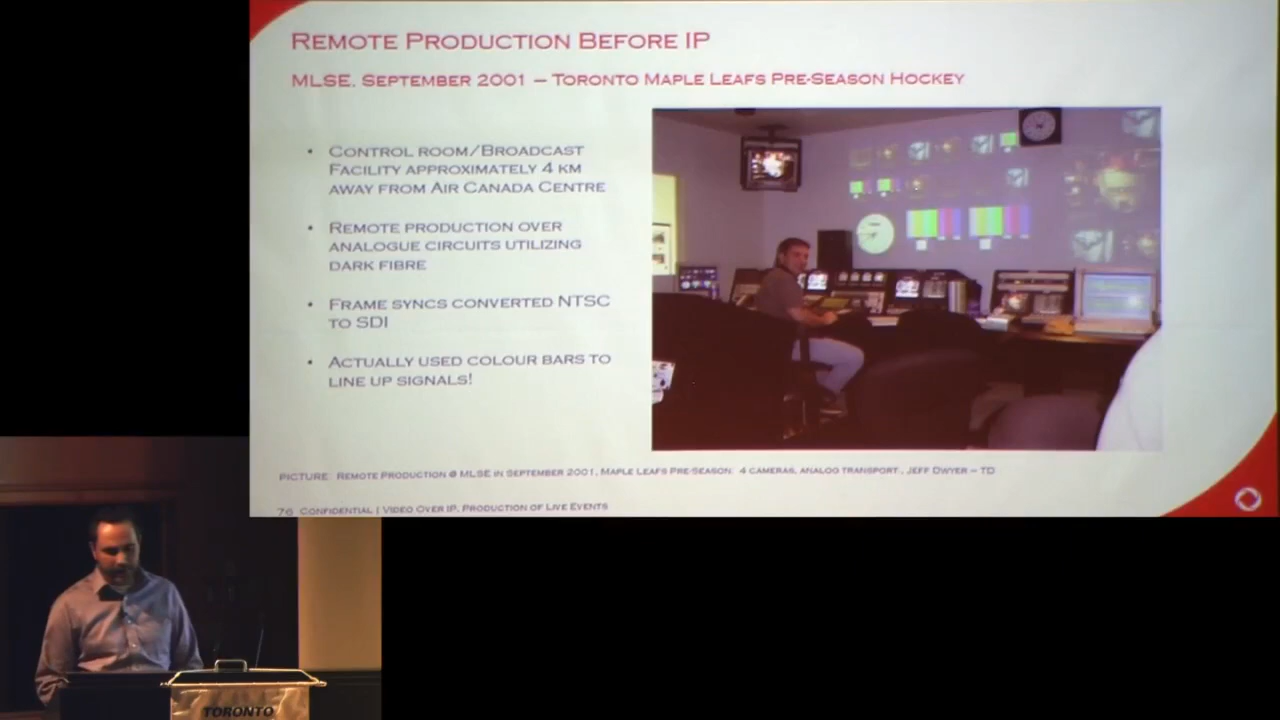 Remote Production Before IP
MLSE, September 2001 – Toronto Maple Leafs Pre-Season Hockey
• Control room/Broadcast
Facility approximately 4 km
away from Air Canada Centre
• Remote production over
analogue circuits utilizing
dark fibre
• Frame syncs converted NTSC
to SDI
• Actually used colour bars to
line up signals!
Picture: Remote Production @ MLSE in September 2001, Maple Leafs Pre-Season: 4 cameras, analog transport, Jeff Dwyer – TD
76 Confidential | Video Over IP, Production of Live Events
TORONTO